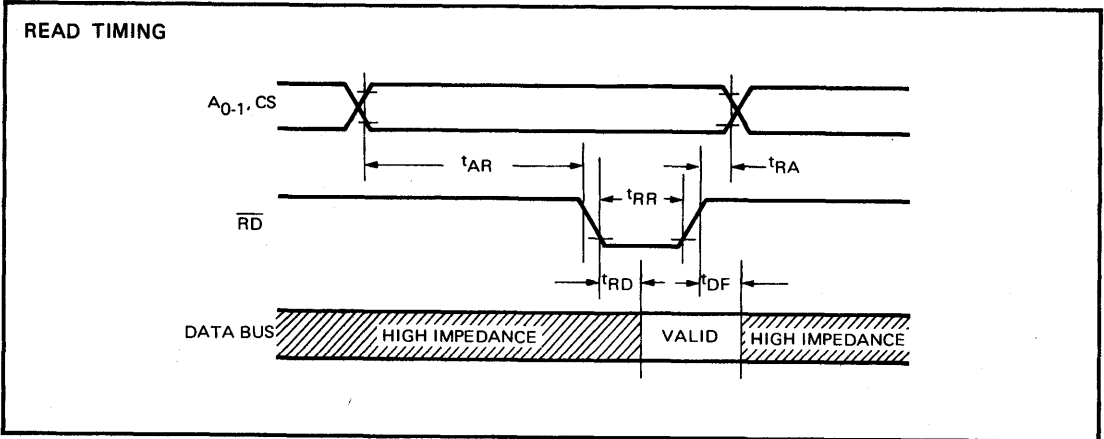 READ TIMING
A0-1, CS
tAR
tRA
tRR
RD
tRD
tDF
DATA BUS
HIGH IMPEDANCE
VALID
HIGH IMPEDANCE